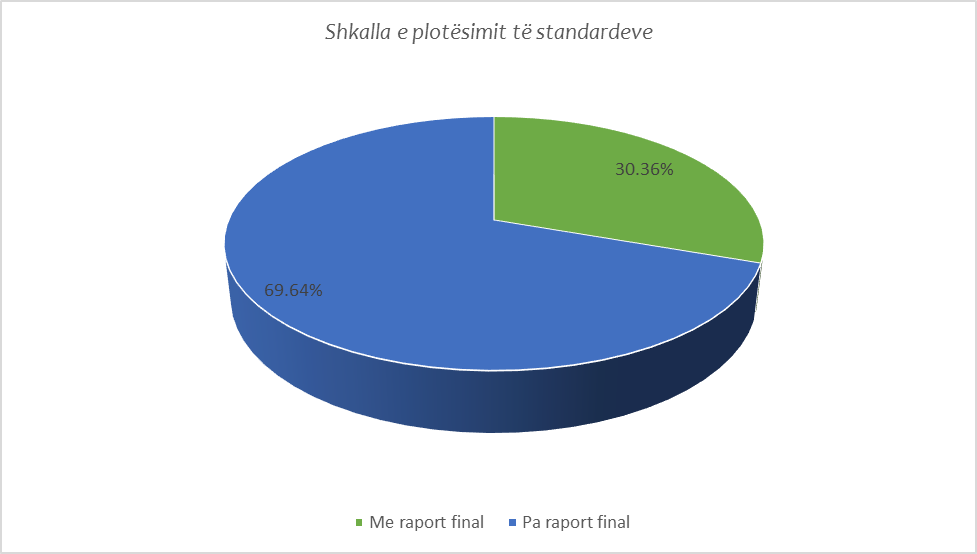 Shkalla e plotësimit të standardeve
30.36%
69.64%
Me raport final
Pa raport final